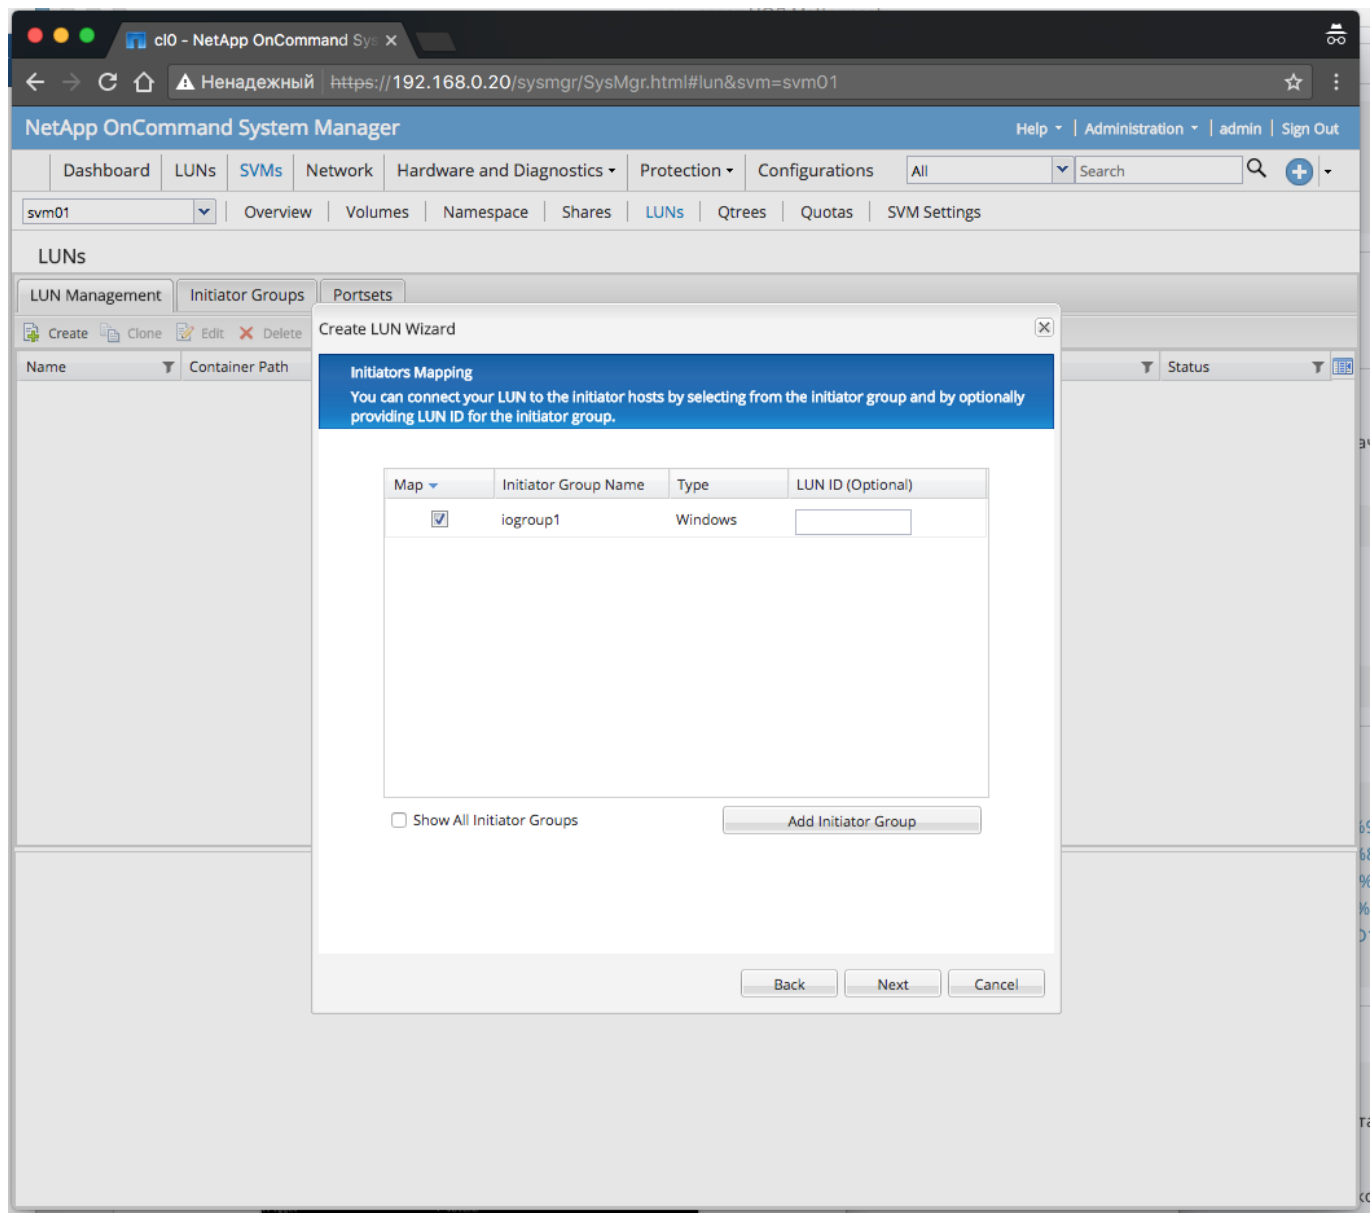 cl0 - NetApp OnCommand Sys
Ненадежный https://192.168.0.20/sysmgr/SysMgr.html#lun&svm=svm01
NetApp OnCommand System Manager Help Administration admin Sign Out
Dashboard LUNs SVMs Network Hardware and Diagnostics Protection Configurations All Search
svm01 Overview Volumes Namespace Shares LUNs Qtrees Quotas SVM Settings
LUNs
LUN Management Initiator Groups Portsets
Create Clone Edit Delete
Name Container Path Status
Create LUN Wizard
Initiators Mapping
You can connect your LUN to the initiator hosts by selecting from the initiator group and by optionally
providing LUN ID for the initiator group.
Map Initiator Group Name Type LUN ID (Optional)
iogroup1 Windows
Show All Initiator Groups Add Initiator Group
Back Next Cancel